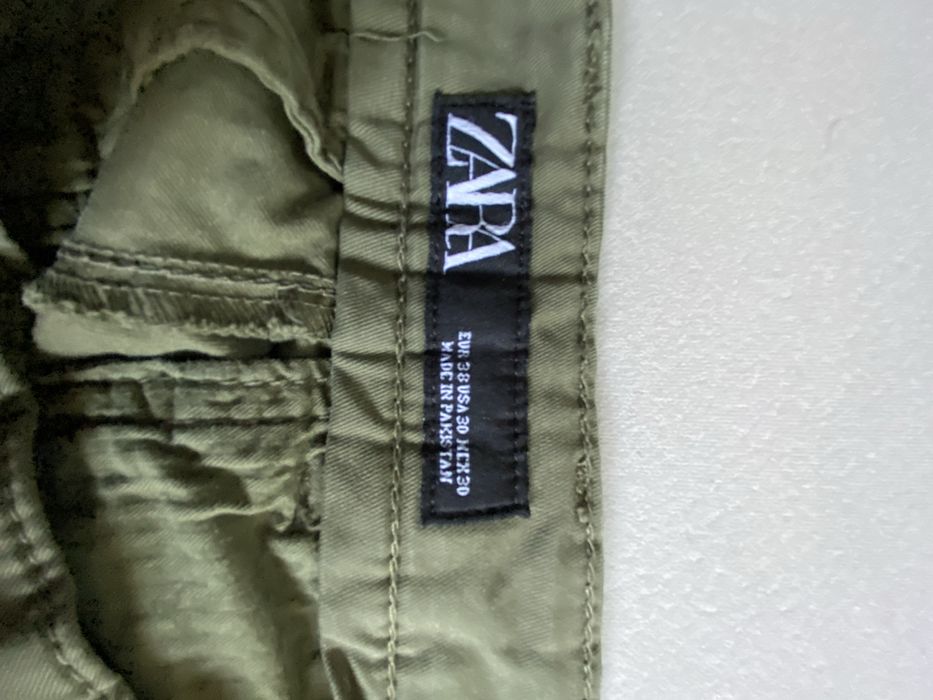 ZARA
EUR 38 USA 30 MEX 30
MADE IN PAKISTAN